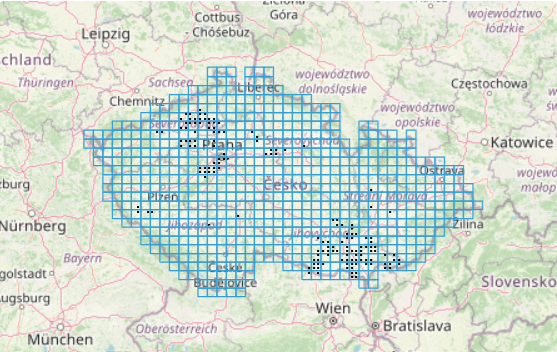 Zielona
Góra
Cottbus
- Chóśebuz
województwo
łódzkie
Leipzig
chland
Thüringen
Sachsen
województwo
dolnośląskie
Częstochowa
Chemnitz
Liberec
województwo
opolskie
Severozápad
Praha
Severovýchod
Katowice
Ostrava
zburg
Plzeň
Česko
Střední Morava
Nürnberg
Jihozápad
Jihovýchod
Žilina
Bayern
golstadt
České
Budějovice
Slovensko
ugsburg
Wien
Bratislava
München
Oberösterreich